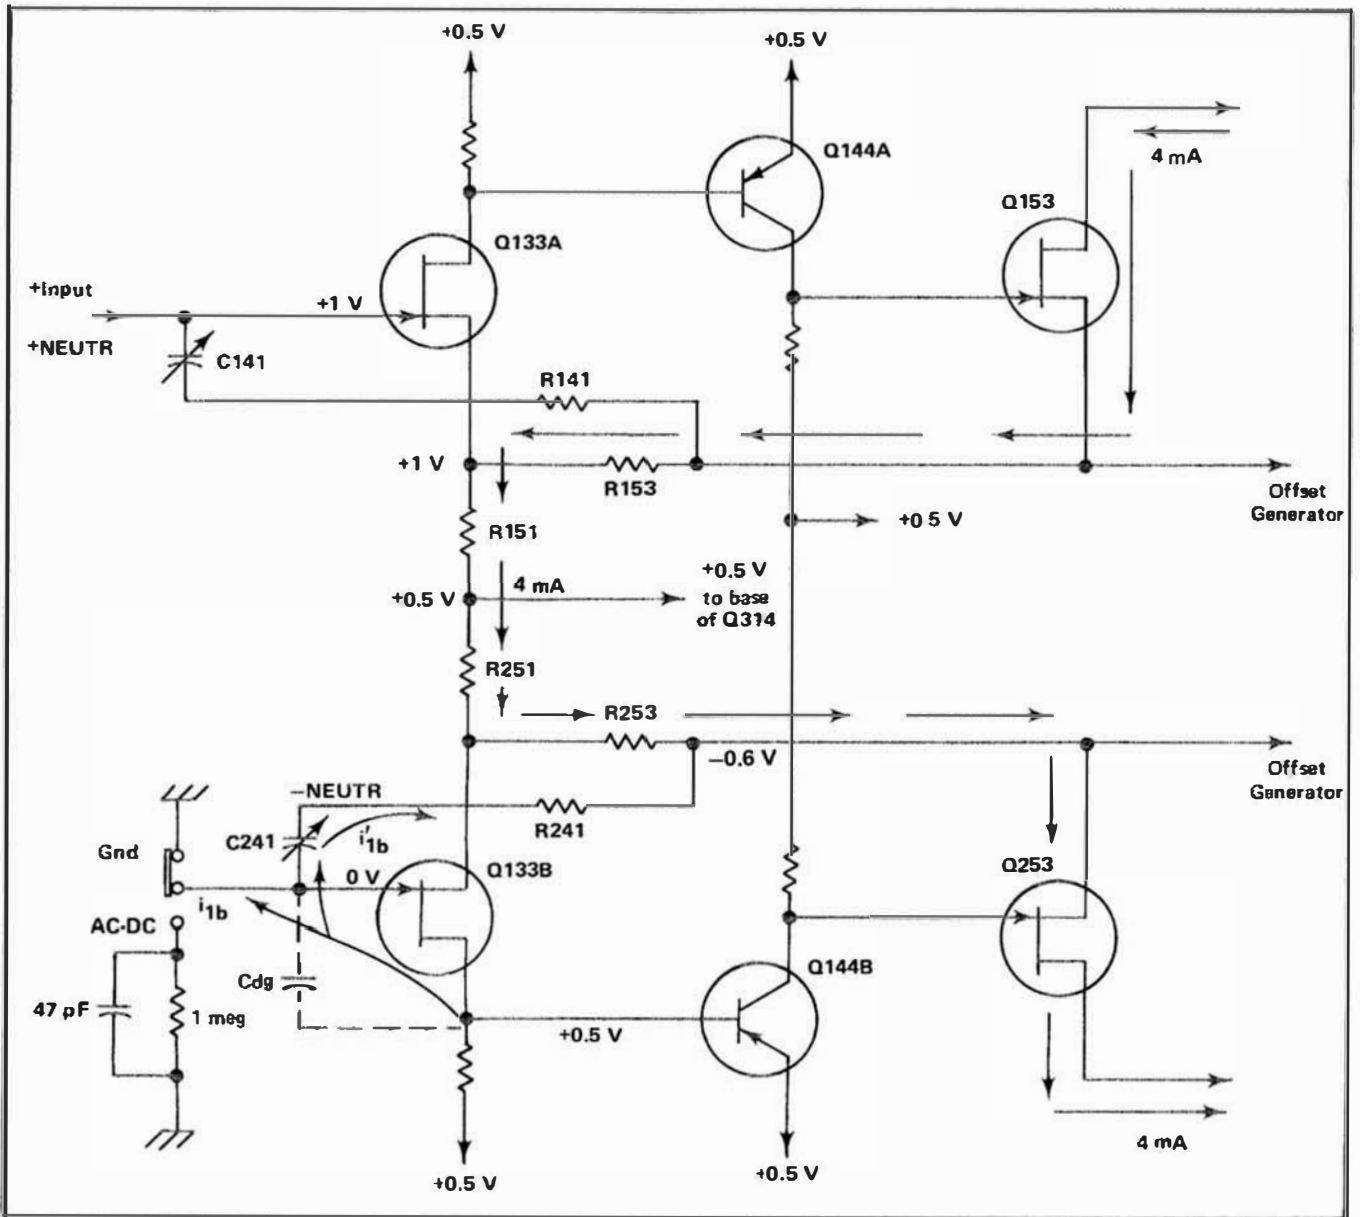 +0.5 V
+0.5 V
Q144A
4 mA
Q153
Q133A
+Input
+1 V
+NEUTR
C141
R141
+1 V
R153
Offset
Generator
R151
+0 5 V
+0.5 V
to base
of Q314
4 mA
+0.5 V
R251
R253
−0.6 V
Offset
Generator
−NEUTR
C241
i'1b
R241
Gnd
0 V
Q133B
Q253
i1b
AC-DC
Cdg
Q144B
47 pF
1 meg
+0.5 V
4 mA
+0.5 V
+0.5 V